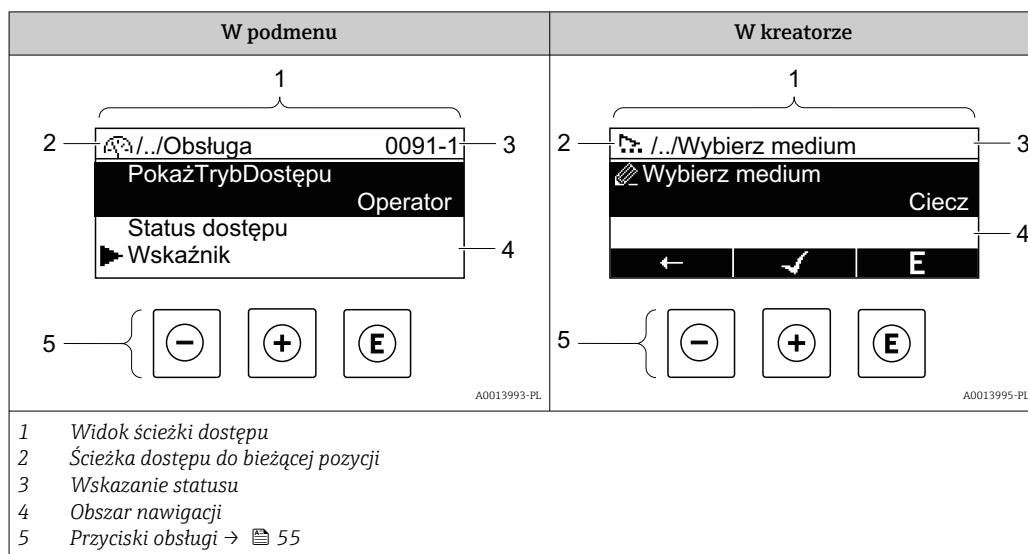 W podmenu
W kreatorze
1
2
/../Obsługa 0091-1
3
PokażTrybDostępu
Operator
Status dostępu
Wskaźnik
4
5
E
A0013993-PL
1
2
/../Wybierz medium
3
Wybierz medium
Ciecz
4
E
5
E
A0013995-PL
1 Widok ścieżki dostępu
2 Ścieżka dostępu do bieżącej pozycji
3 Wskazanie statusu
4 Obszar nawigacji
5 Przyciski obsługi → 55